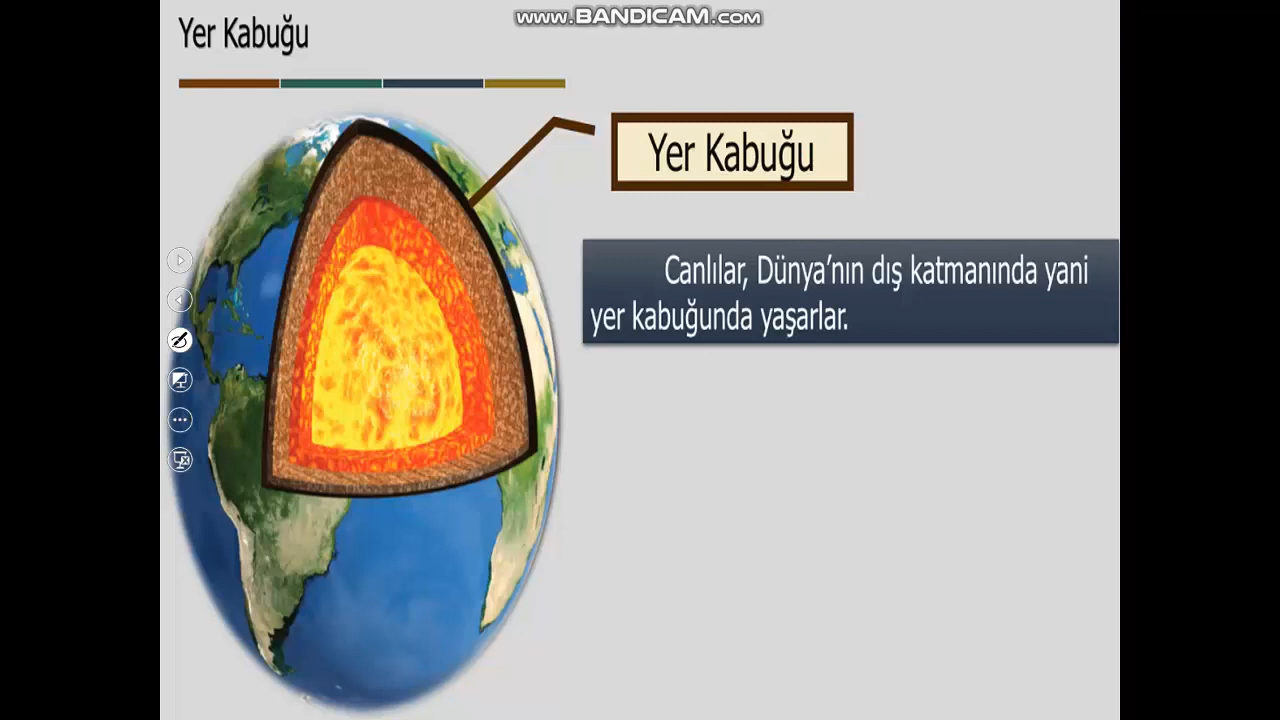 www.BANDICAM.com
Yer Kabuğu
Yer Kabuğu
Canlılar, Dünya’nın dış katmanında yani
yer kabuğunda yaşarlar.